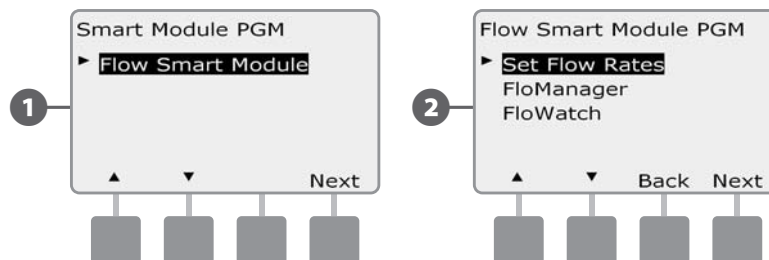 Smart Module PGM
► Flow Smart Module
1
▲ ▼ Next
Flow Smart Module PGM
► Set Flow Rates
FloManager
FloWatch
2
▲ ▼ Back Next